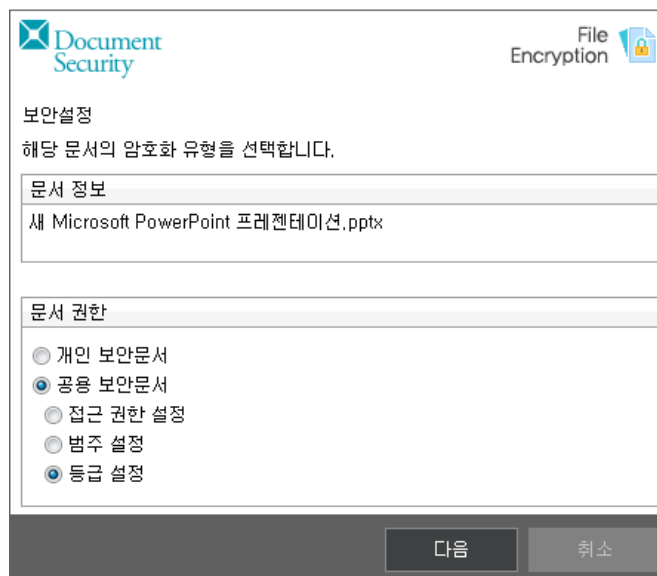 Document
Security
File
Encryption
보안설정
해당 문서의 암호화 유형을 선택합니다.
문서 정보
새 Microsoft PowerPoint 프레젠테이션.pptx
문서 권한
개인 보안문서
공용 보안문서
접근 권한 설정
범주 설정
등급 설정
다음
취소